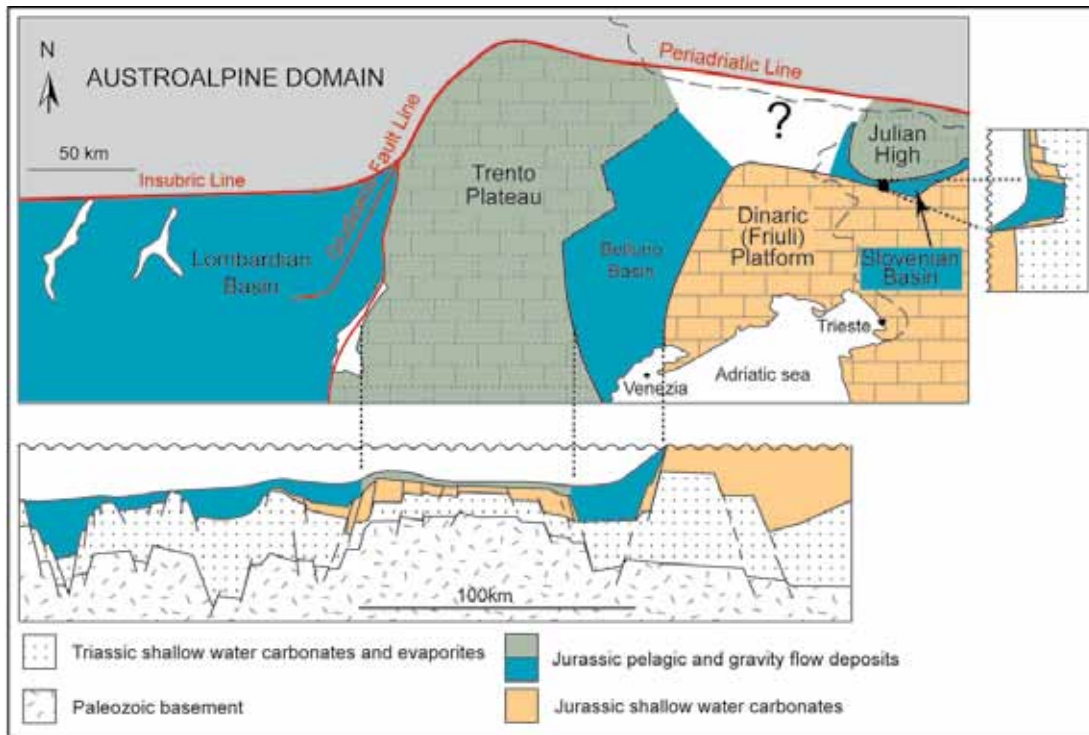 N
AUSTROALPINE DOMAIN
50 km
Insubric Line
Fault Line
Periadriatic Line
?
Julian
High
Trento
Plateau
Lombardian
Basin
Belluno
Basin
Dinaric
(Friuli)
Platform
Slovenian
Basin
Trieste
Venezia
Adriatic sea
100km
Triassic shallow water carbonates and evaporites
Jurassic pelagic and gravity flow deposits
Paleozoic basement
Jurassic shallow water carbonates